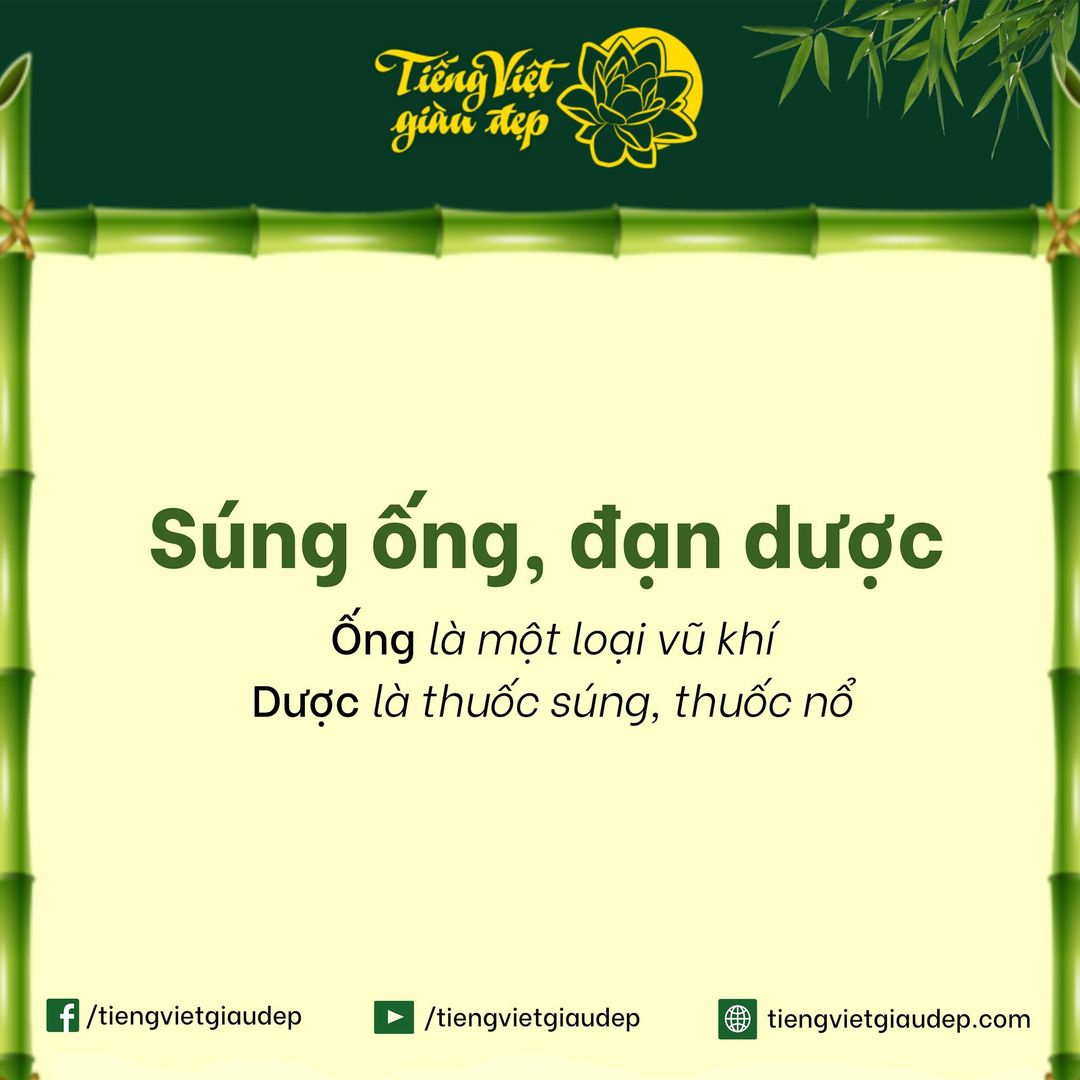 Tiếng Việt
giàu đẹp
Súng ống, đạn dược
Ống là một loại vũ khí
Dược là thuốc súng, thuốc nổ
/tiengvietgiaudep
/tiengvietgiaudep
tiengvietgiaudep.com